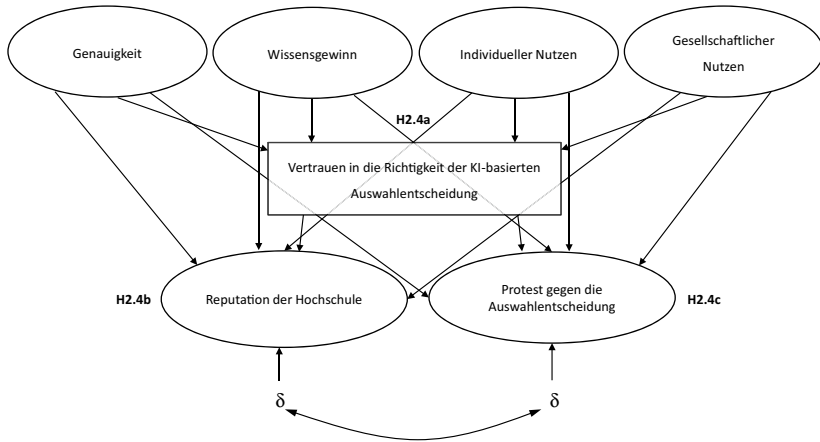 Genauigkeit
Wissensgewinn
Individueller Nutzen
Gesellschaftlicher
Nutzen
H2.4a
Vertrauen in die Richtigkeit der KI-basierten
Auswahlentscheidung
H2.4b
Reputation der Hochschule
Protest gegen die
Auswahlentscheidung
H2.4c
δ
δ